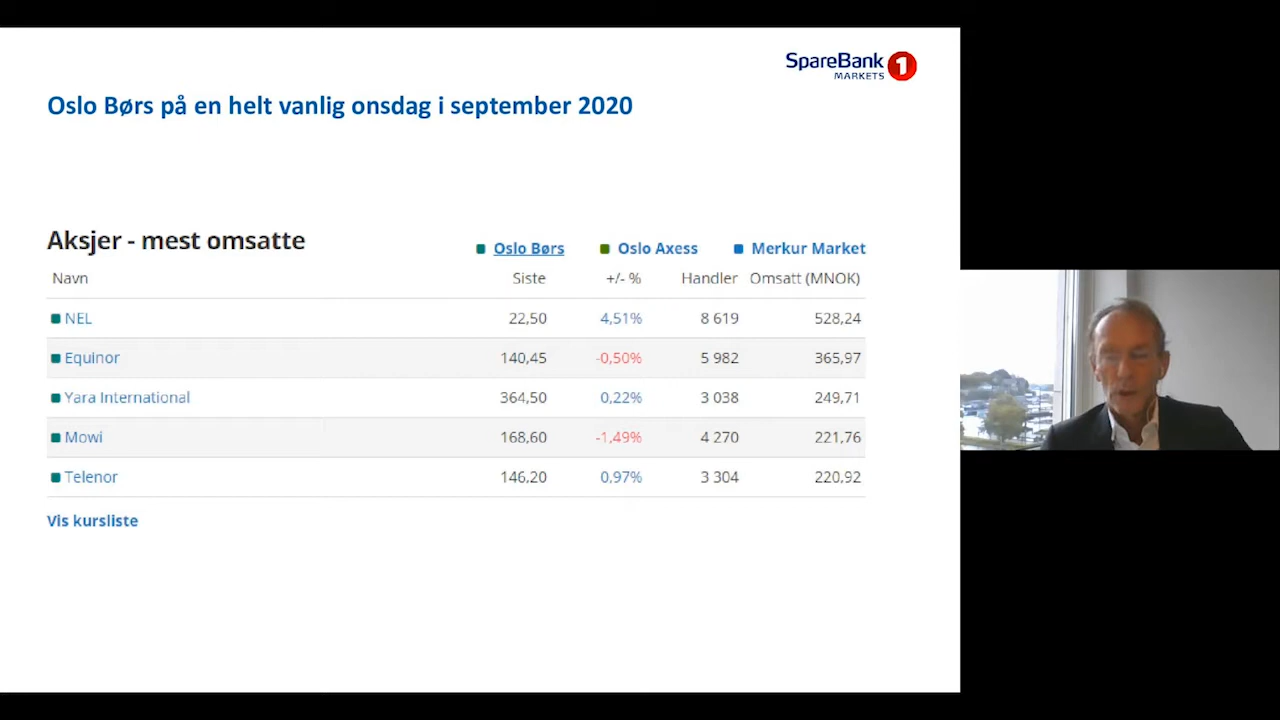 SpareBank 1
MARKETS
Oslo Børs på en helt vanlig onsdag i september 2020
Aksjer - mest omsatte
Oslo Børs Oslo Axess Merkur Market
Navn Siste +/- % Handler Omsatt (MNOK)
NEL 22,50 4,51% 8 619 528,24
Equinor 140,45 -0,50% 5 982 365,97
Yara International 364,50 0,22% 3 038 249,71
Mowi 168,60 -1,49% 4 270 221,76
Telenor 146,20 0,97% 3 304 220,92
Vis kursliste